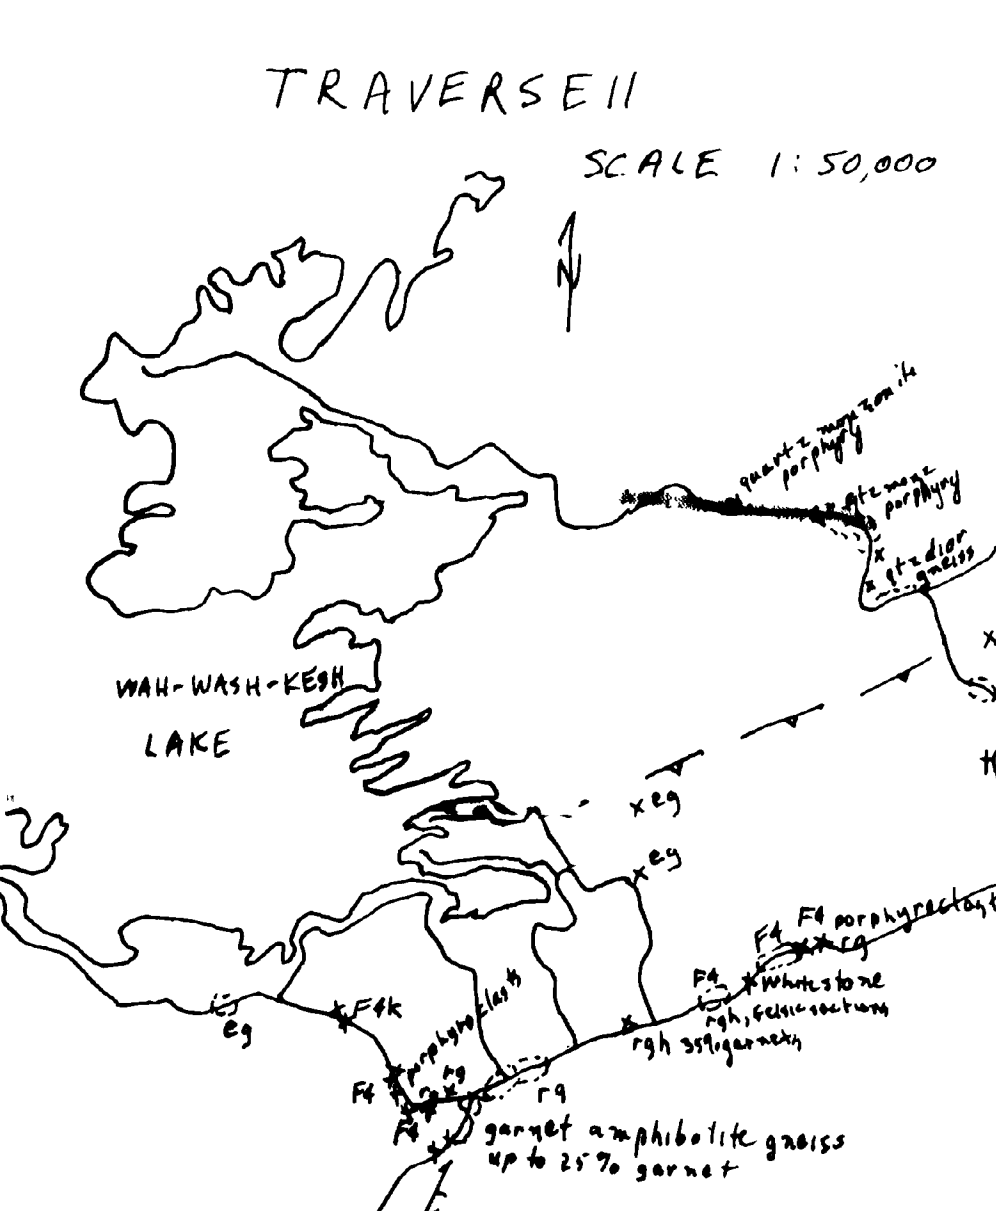 TRAVERSE 11
SCALE 1:50,000
N
quartz monzonite
porphyry
qtz monz
porphyry
qtz dior
gneiss
x
WAH-WASH-KESH
LAKE
x eg
x eg
F4 porphyroclast
F4
rg
F4
Whitestone
rgh, felsic sections
eg
F4k
rgh 35% garnets
porphyroclasts
rg
F4
rg
rg
F4
garnet amphibolite gneiss
up to 25% garnet